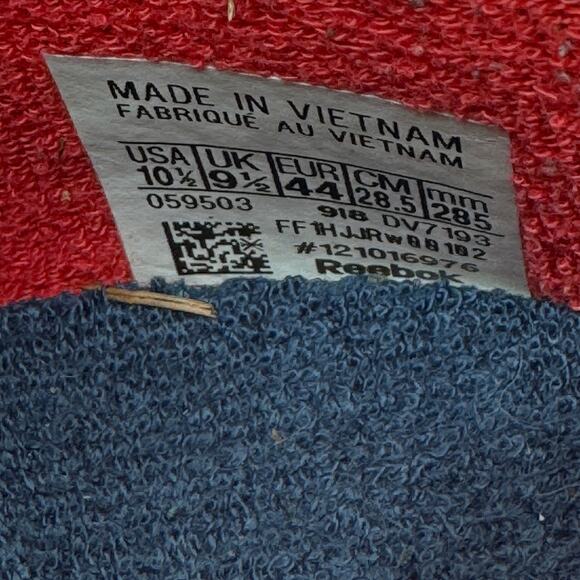 MADE IN VIETNAM
FABRIQUÉ AU VIETNAM
USA UK EUR CM mm
10½ 9½ 44 28.5 285
059503 918 DV7193
FF1HJJRW00102
#121016976
Reebok